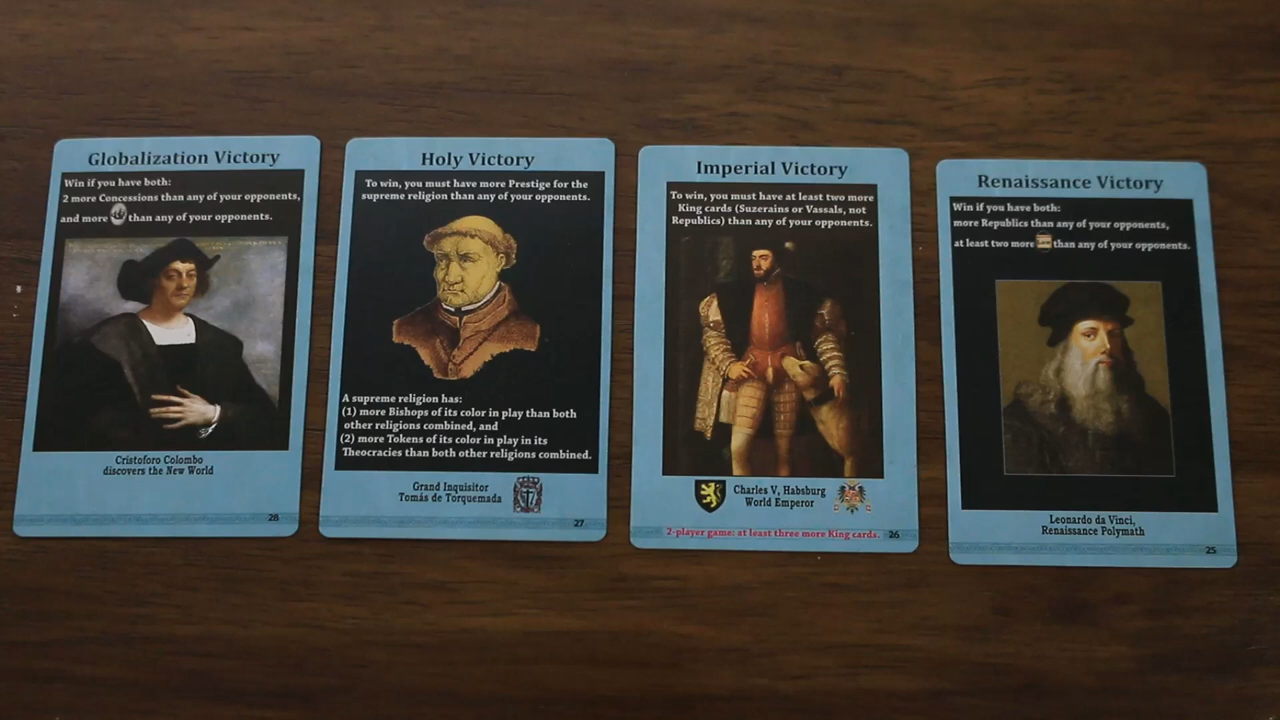 Globalization Victory
Win if you have both:
2 more Concessions than any of your opponents,
and more than any of your opponents.
Cristoforo Colombo
discovers the New World
28
Holy Victory
To win, you must have more Prestige for the
supreme religion than any of your opponents.
A supreme religion has:
(1) more Bishops of its color in play than both
other religions combined, and
(2) more Tokens of its color in play in its
Theocracies than both other religions combined.
Grand Inquisitor
Tomás de Torquemada
27
Imperial Victory
To win, you must have at least two more
King cards (Suzerains or Vassals, not
Republics) than any of your opponents.
Charles V, Habsburg
World Emperor
2-player game: at least three more King cards.
26
Renaissance Victory
Win if you have both:
more Republics than any of your opponents,
at least two more than any of your opponents.
Leonardo da Vinci,
Renaissance Polymath
25